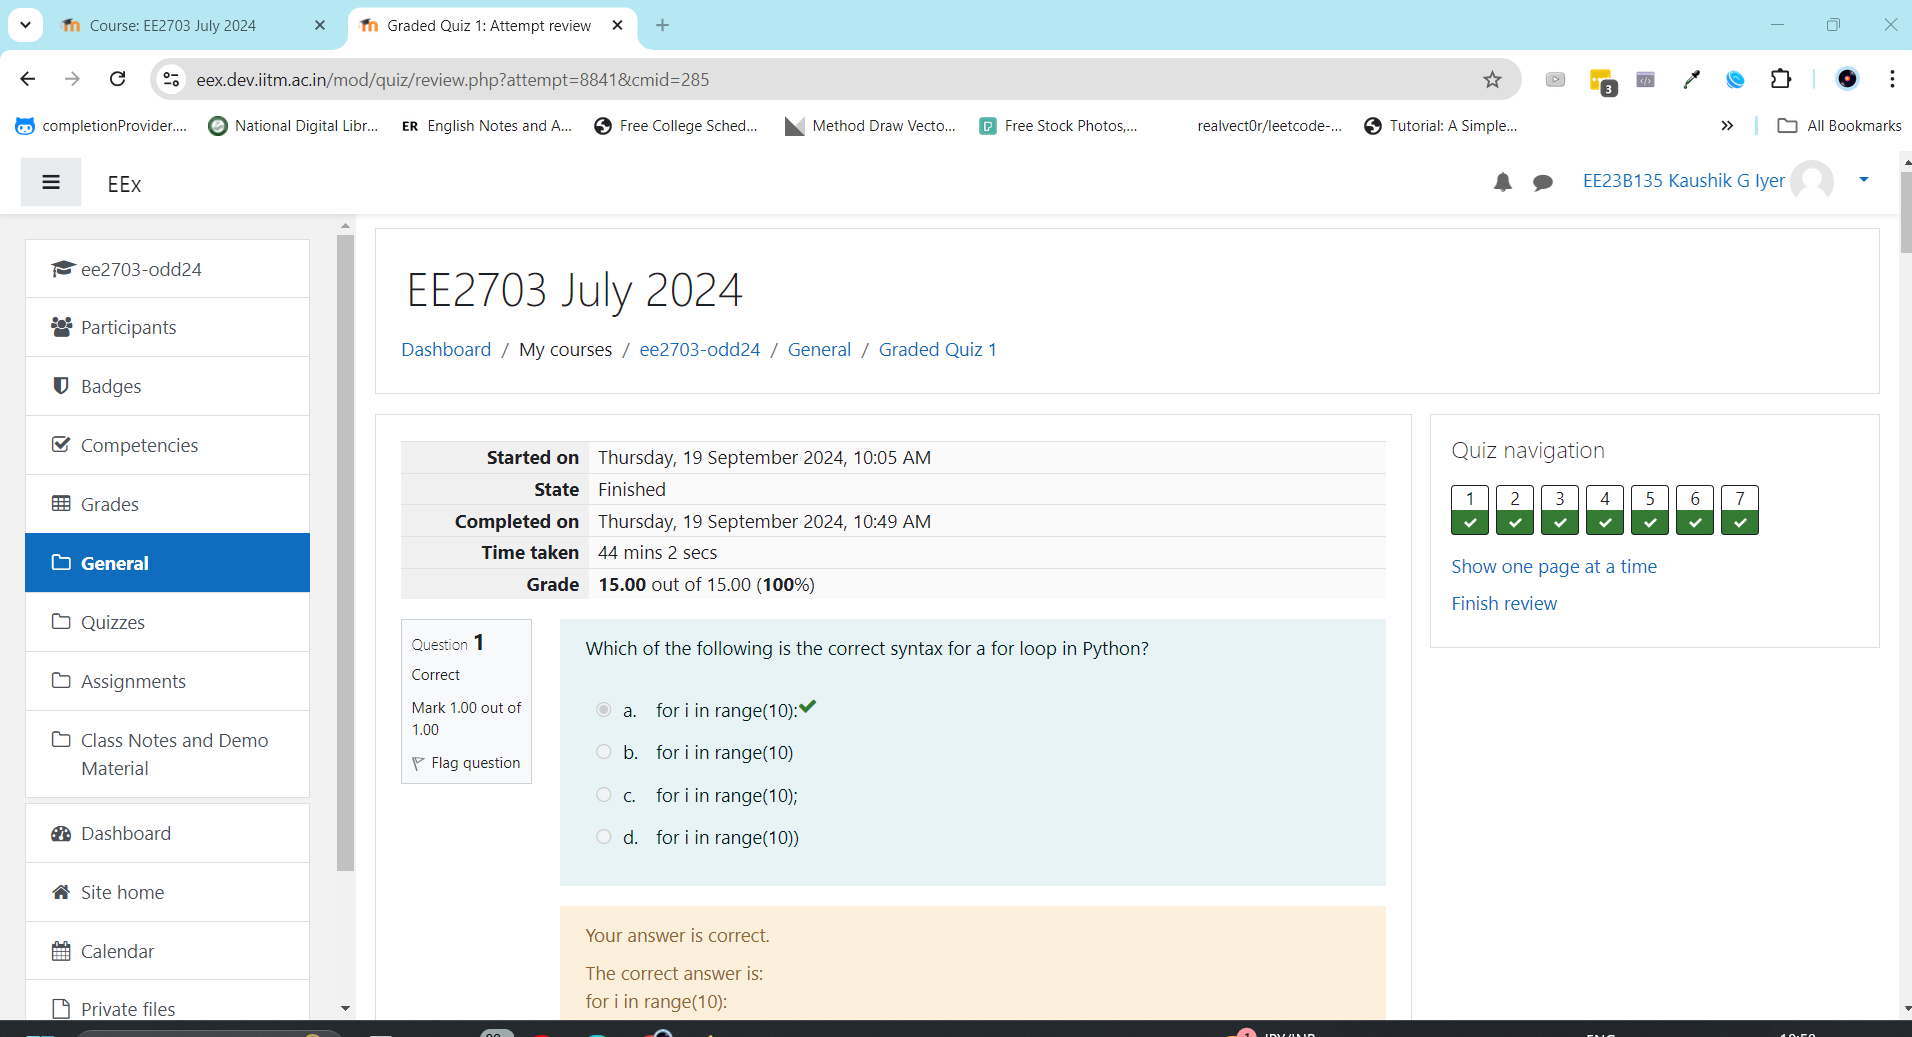 Course: EE2703 July 2024
Graded Quiz 1: Attempt review
eex.dev.iitm.ac.in/mod/quiz/review.php?attempt=8841&cmid=285
3
completionProvider....
National Digital Libr...
ER English Notes and A...
Free College Sched...
Method Draw Vecto...
Free Stock Photos,...
realvect0r/leetcode-...
Tutorial: A Simple...
All Bookmarks
EEx
EE23B135 Kaushik G Iyer
ee2703-odd24
Participants
Badges
Competencies
Grades
General
Quizzes
Assignments
Class Notes and Demo
Material
Dashboard
Site home
Calendar
Private files
EE2703 July 2024
Dashboard / My courses / ee2703-odd24 / General / Graded Quiz 1
Started on Thursday, 19 September 2024, 10:05 AM
State Finished
Completed on Thursday, 19 September 2024, 10:49 AM
Time taken 44 mins 2 secs
Grade 15.00 out of 15.00 (100%)
Question 1
Correct
Mark 1.00 out of
1.00
Flag question
Which of the following is the correct syntax for a for loop in Python?
a. for i in range(10):
b. for i in range(10)
c. for i in range(10);
d. for i in range(10))
Your answer is correct.
The correct answer is:
for i in range(10):
Quiz navigation
1 2 3 4 5 6 7
Show one page at a time
Finish review